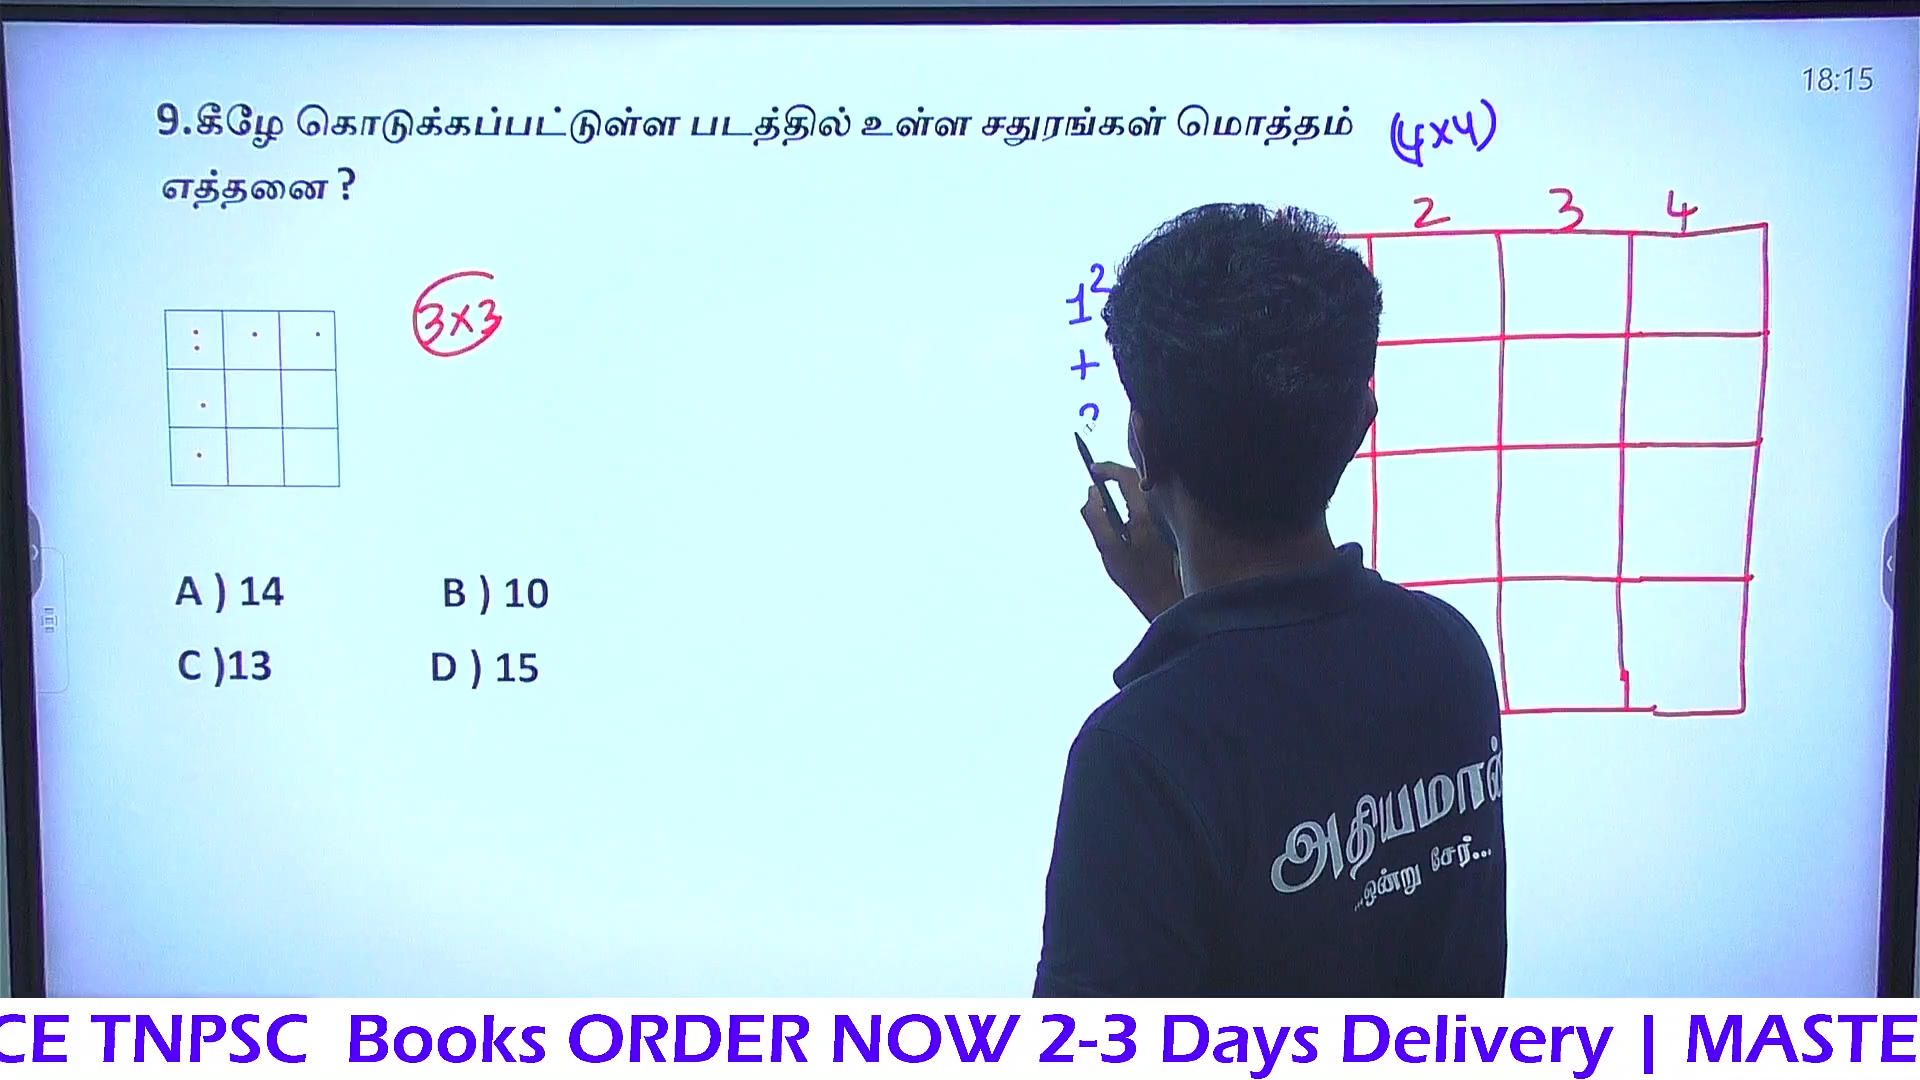 18:15
9.கீழே கொடுக்கப்பட்டுள்ள படத்தில் உள்ள சதுரங்கள் மொத்தம் (4x4)
எத்தனை ?
2 3 4
3x3
1²
+
2
A ) 14 B ) 10
C )13 D ) 15
அதியமான்
...ஒன்று சேர்...
CE TNPSC Books ORDER NOW 2-3 Days Delivery | MASTE